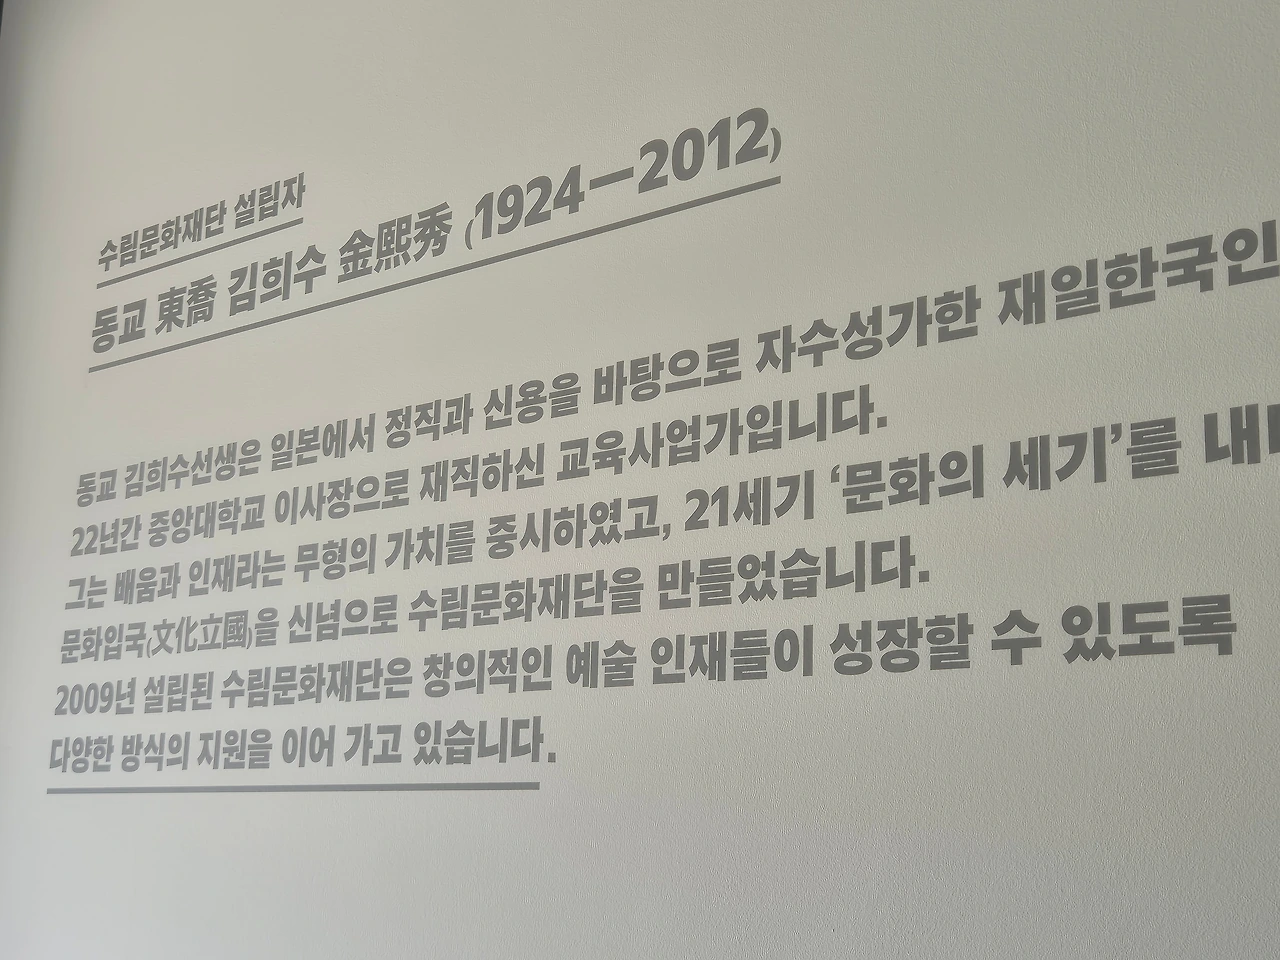 수림문화재단 설립자
동교 東喬 김희수 金熙秀 (1924—2012)
동교 김희수선생은 일본에서 정직과 신용을 바탕으로 자수성가한 재일한국인
22년간 중앙대학교 이사장으로 재직하신 교육사업가입니다.
그는 배움과 인재라는 무형의 가치를 중시하였고, 21세기 ‘문화의 세기’를
문화입국(文化立國)을 신념으로 수림문화재단을 만들었습니다.
2009년 설립된 수림문화재단은 창의적인 예술 인재들이 성장할 수 있도록
다양한 방식의 지원을 이어 가고 있습니다.